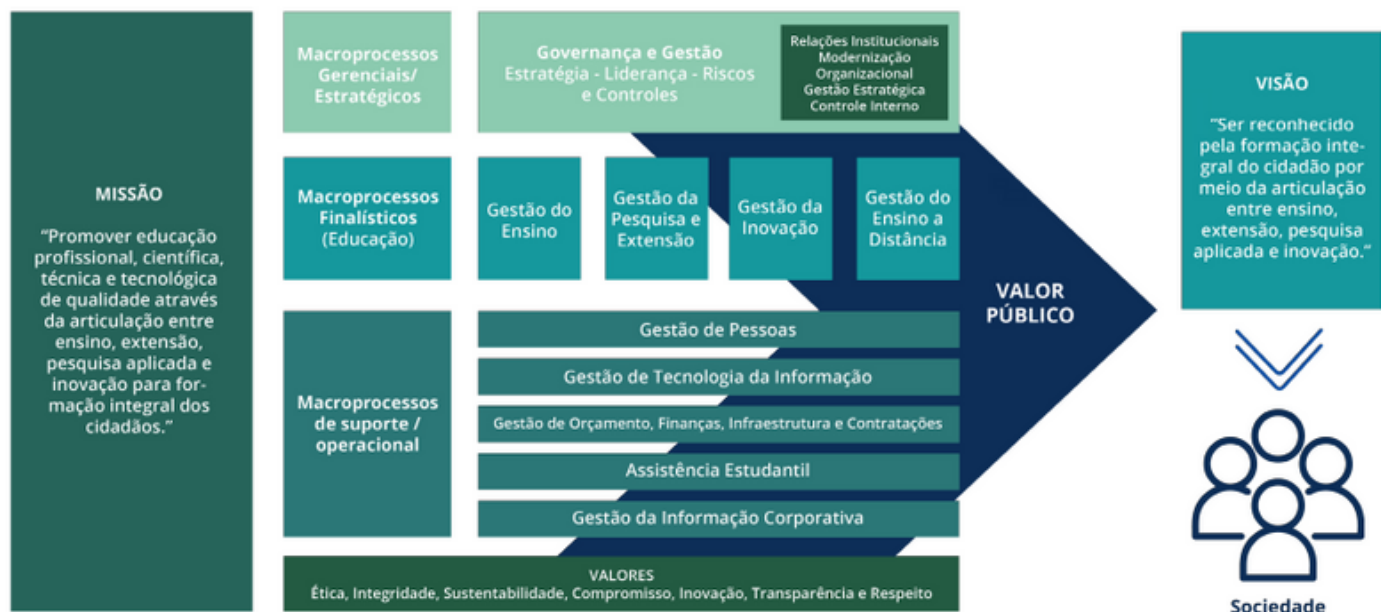 MISSÃO
"Promover educação
profissional, científica,
técnica e tecnológica
de qualidade através
da articulação entre
ensino, extensão,
pesquisa aplicada e
inovação para for-
mação integral dos
cidadãos."
Macroprocessos
Gerenciais/
Estratégicos
Governança e Gestão
Estratégia - Liderança - Riscos
e Controles
Relações Institucionais
Modernização
Organizacional
Gestão Estratégica
Controle Interno
Macroprocessos
Finalísticos
(Educação)
Gestão do
Ensino
Gestão da
Pesquisa e
Extensão
Gestão da
Inovação
Gestão do
Ensino a
Distância
Macroprocessos
de suporte /
operacional
Gestão de Pessoas
Gestão de Tecnologia da Informação
Gestão de Orçamento, Finanças, Infraestrutura e Contratações
Assistência Estudantil
Gestão da Informação Corporativa
VALORES
Ética, Integridade, Sustentabilidade, Compromisso, Inovação, Transparência e Respeito
VALOR
PÚBLICO
VISÃO
"Ser reconhecido
pela formação inte-
gral do cidadão por
meio da articulação
entre ensino,
extensão, pesquisa
aplicada e inovação."
Sociedade